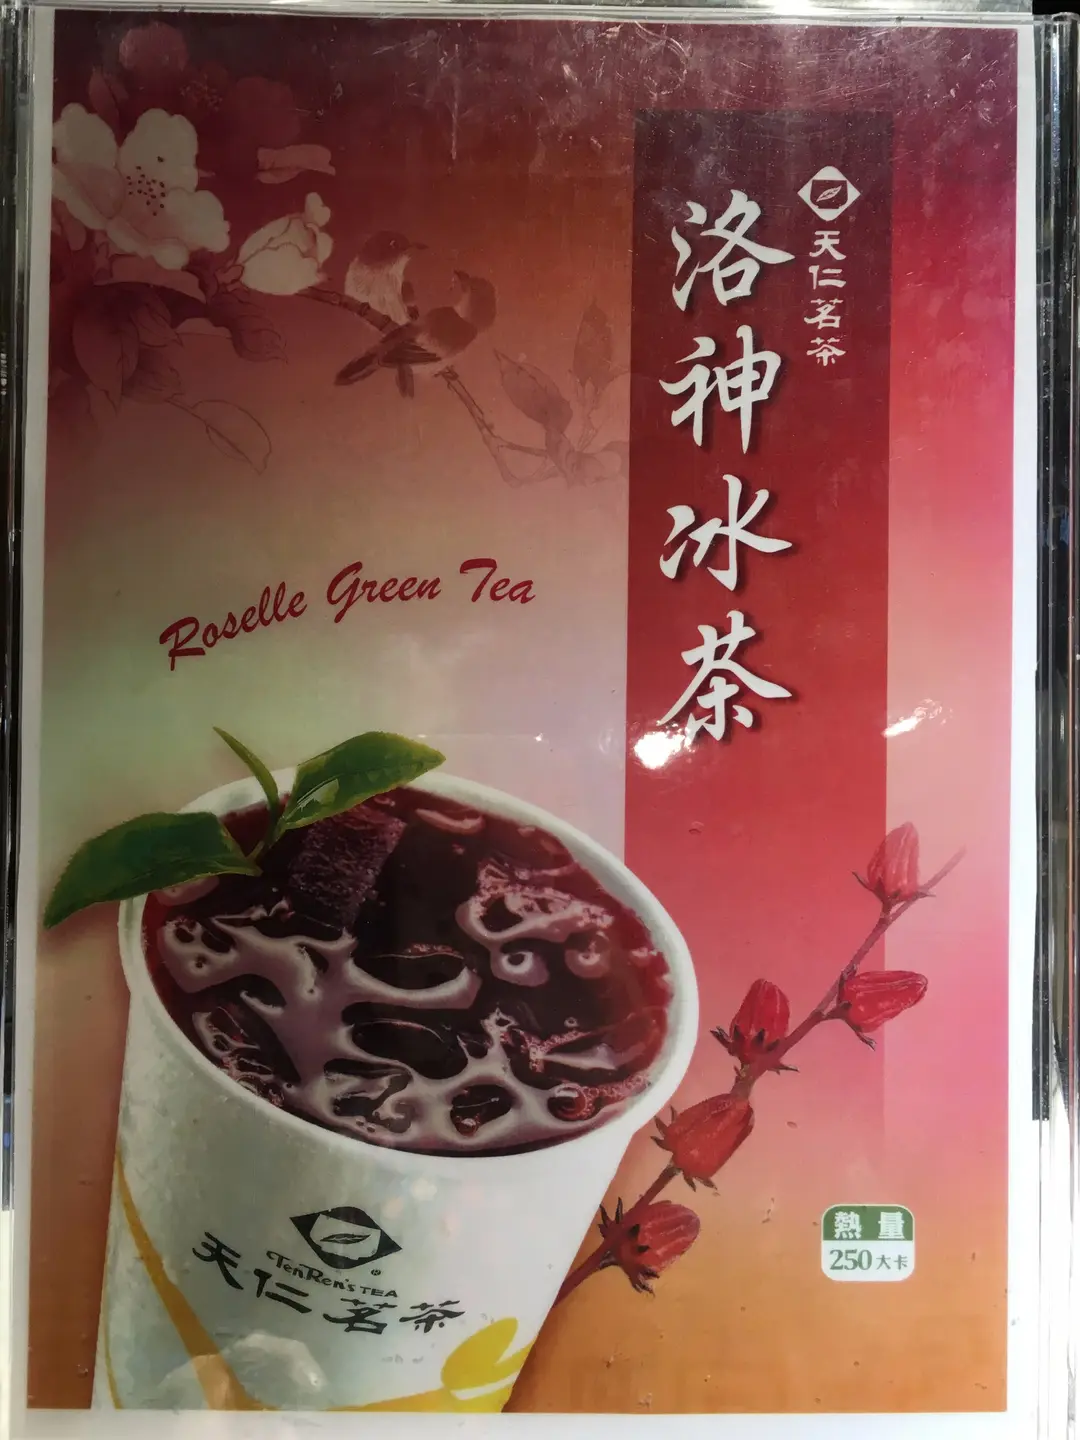 天仁茗茶
洛神冰茶
Roselle Green Tea
TenRen's TEA
天仁茗茶
熱量
250大卡